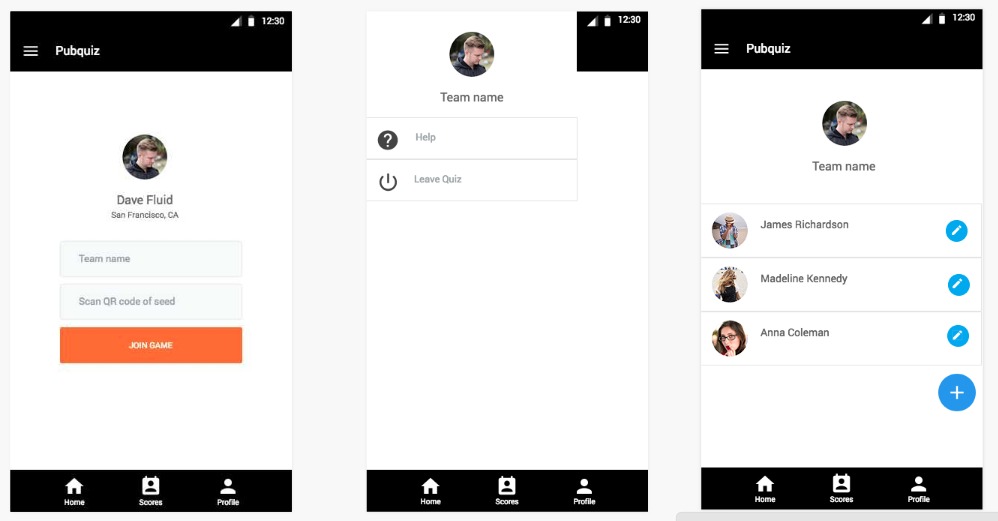 12:30
Pubquiz
Dave Fluid
San Francisco, CA
Team name
Scan QR code of seed
JOIN GAME
Home
Scores
Profile
12:30
Team name
Help
Leave Quiz
Home
Scores
Profile
12:30
Pubquiz
Team name
James Richardson
Madeline Kennedy
Anna Coleman
Home
Scores
Profile